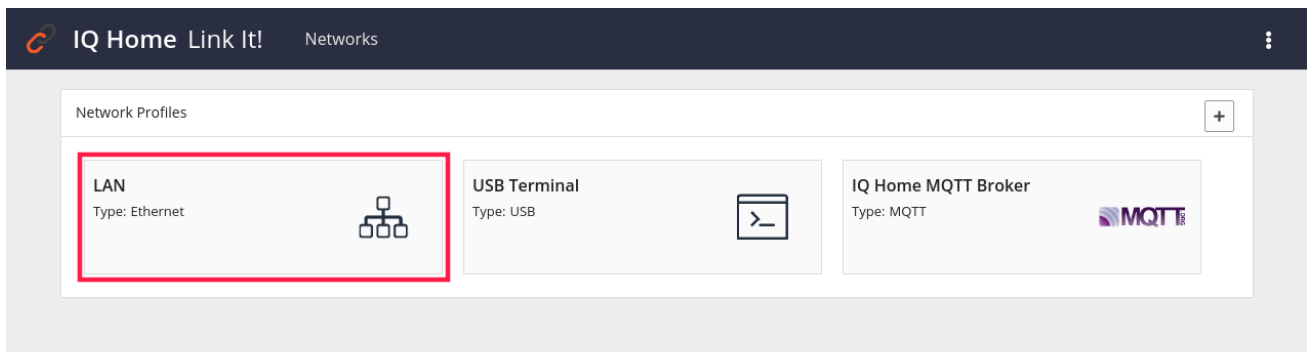 IQ Home Link It! Networks
Network Profiles
+
LAN
Type: Ethernet
USB Terminal
Type: USB
>_
IQ Home MQTT Broker
Type: MQTT
MQTT.ORG